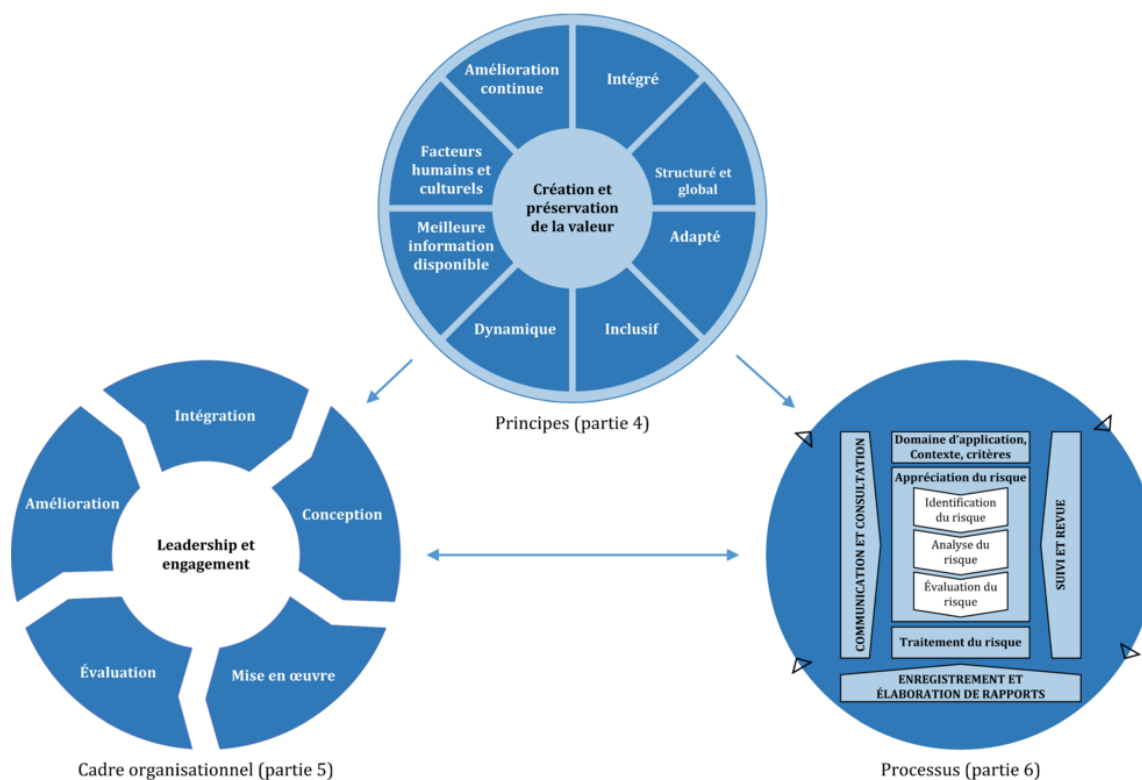 Amélioration
continue
Intégré
Facteurs
humains et
culturels
Structuré et
global
Création et
préservation
de la valeur
Meilleure
information
disponible
Adapté
Dynamique
Inclusif
Principes (partie 4)
Intégration
Amélioration
Conception
Leadership et
engagement
Évaluation
Mise en œuvre
Cadre organisationnel (partie 5)
COMMUNICATION ET CONSULTATION
Domaine d'application,
Contexte, critères
Appréciation du risque
Identification
du risque
Analyse du
risque
Évaluation du
risque
Traitement du risque
SUIVI ET REVUE
ENREGISTREMENT ET
ÉLABORATION DE RAPPORTS
Processus (partie 6)